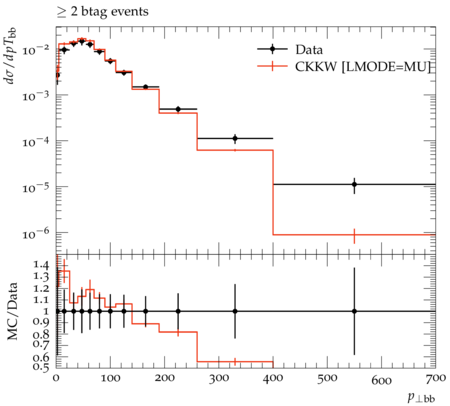 ≥ 2 btag events
dσ/dpT_bb
10⁻²
10⁻³
10⁻⁴
10⁻⁵
10⁻⁶
Data
CKKW [LMODE=MU]
MC/Data
1.4
1.3
1.2
1.1
1
0.9
0.8
0.7
0.6
0.5
0 100 200 300 400 500 600 700
p⊥bb